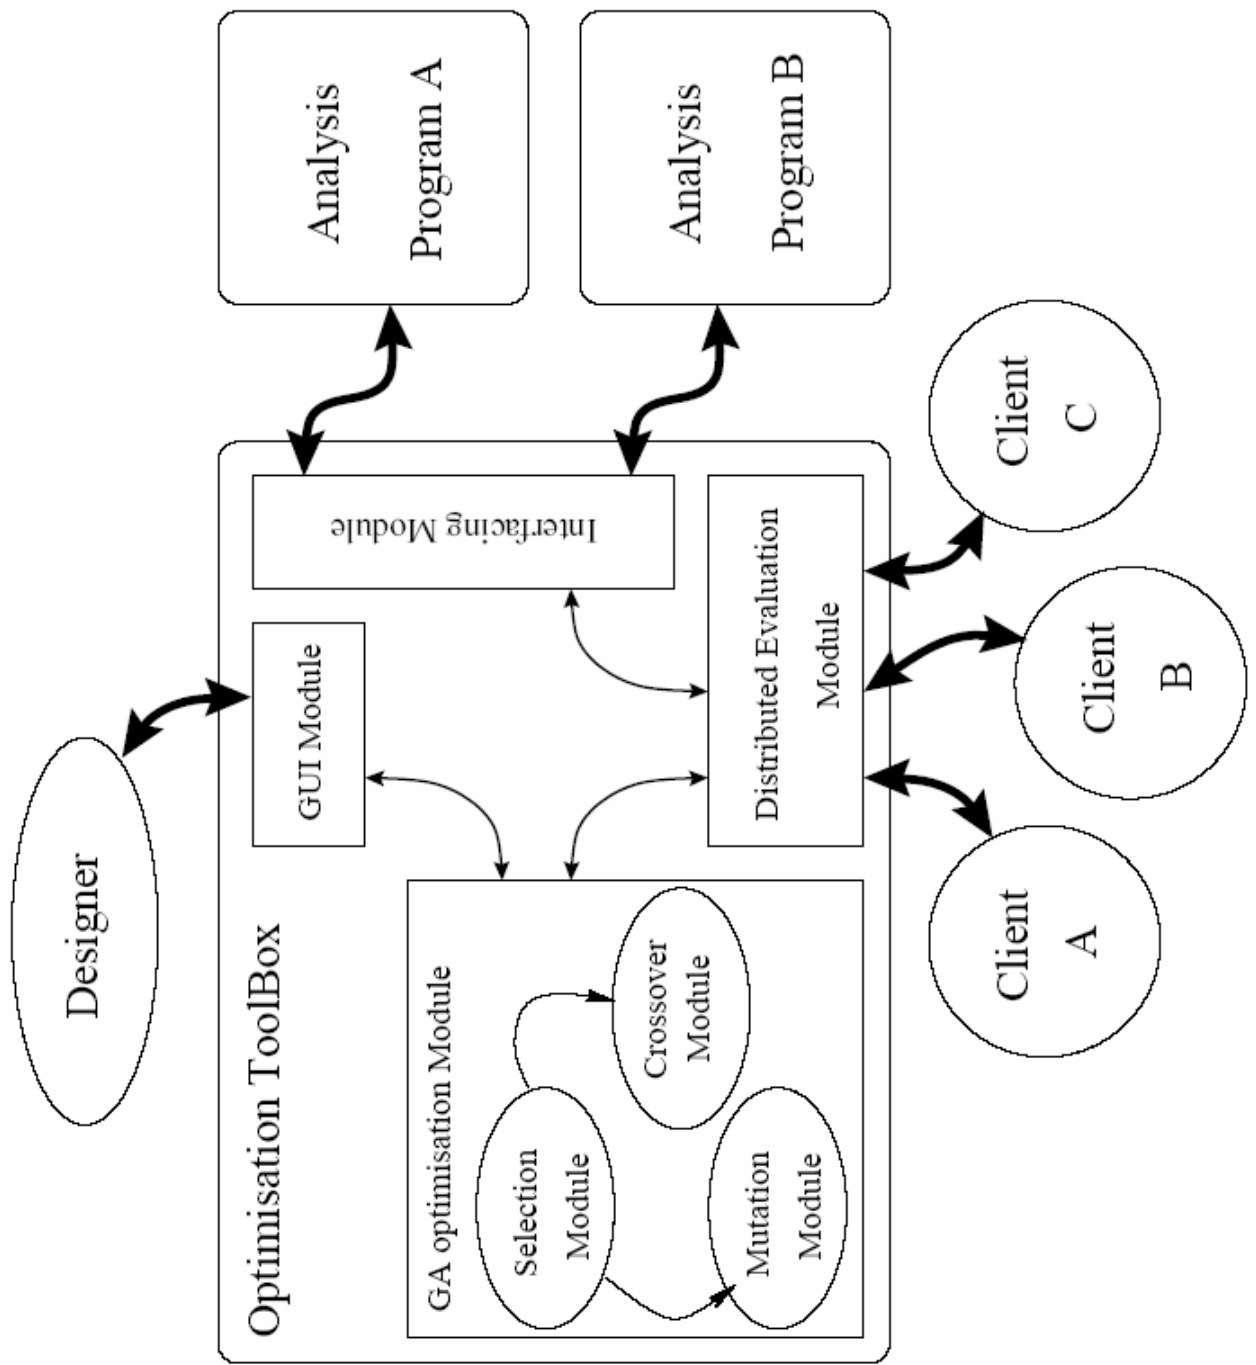 Designer
Optimisation ToolBox
GUI Module
Interfacing Module
Analysis
Program A
Analysis
Program B
GA optimisation Module
Selection
Module
Crossover
Module
Mutation
Module
Distributed Evaluation
Module
Client
A
Client
B
Client
C